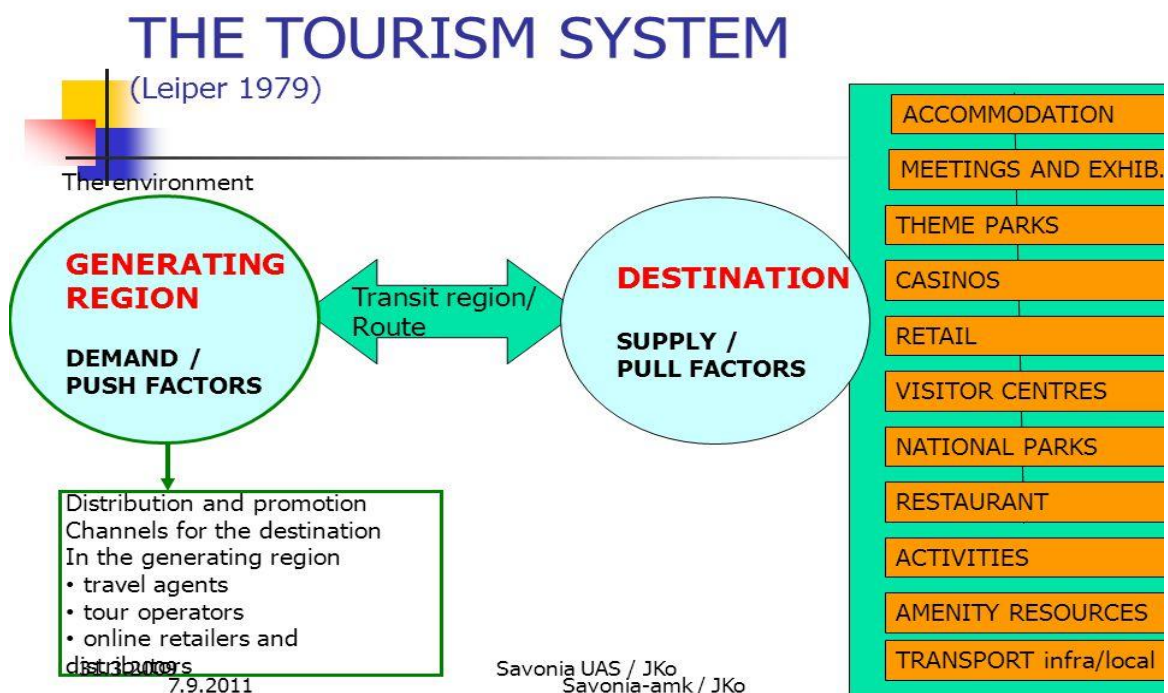 THE TOURISM SYSTEM
(Leiper 1979)
The environment
GENERATING
REGION
DEMAND /
PUSH FACTORS
Transit region/
Route
DESTINATION
SUPPLY /
PULL FACTORS
ACCOMMODATION
MEETINGS AND EXHIB.
THEME PARKS
CASINOS
RETAIL
VISITOR CENTRES
NATIONAL PARKS
RESTAURANT
ACTIVITIES
AMENITY RESOURCES
TRANSPORT infra/local
Distribution and promotion
Channels for the destination
In the generating region
• travel agents
• tour operators
• online retailers and
distributors
31.3.2009
Savonia UAS / JKo
7.9.2011
Savonia-amk / JKo